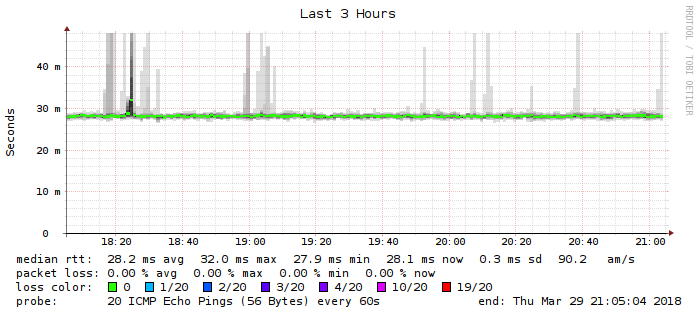 Last 3 Hours
RRDTOOL / TOBI OETIKER
Seconds
40 m
30 m
20 m
10 m
0
18:20 18:40 19:00 19:20 19:40 20:00 20:20 20:40 21:00
median rtt: 28.2 ms avg 32.0 ms max 27.9 ms min 28.1 ms now 0.3 ms sd 90.2 am/s
packet loss: 0.00 % avg 0.00 % max 0.00 % min 0.00 % now
loss color: 0 1/20 2/20 3/20 4/20 10/20 19/20
probe: 20 ICMP Echo Pings (56 Bytes) every 60s end: Thu Mar 29 21:05:04 2018